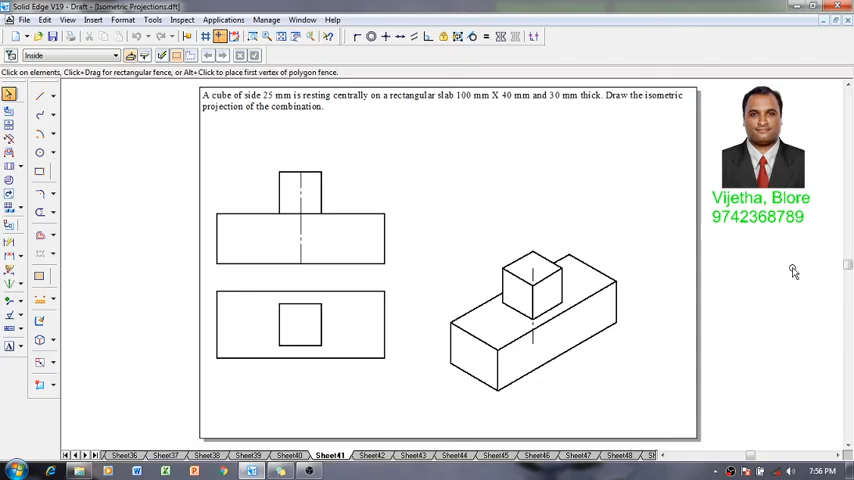 Solid Edge V19 - Draft - [Isometric Projections.dft]
File Edit View Insert Format Tools Inspect Applications Manage Window Help
Inside
Click on elements, Click+Drag for rectangular fence, or Alt+Click to place first vertex of polygon fence.
A cube of side 25 mm is resting centrally on a rectangular slab 100 mm X 40 mm and 30 mm thick. Draw the isometric
projection of the combination.
Vijetha, Blore
9742368789
Sheet36 Sheet37 Sheet38 Sheet39 Sheet40 Sheet41 Sheet42 Sheet43 Sheet44 Sheet45 Sheet46 Sheet47 Sheet48 Sh
7:56 PM